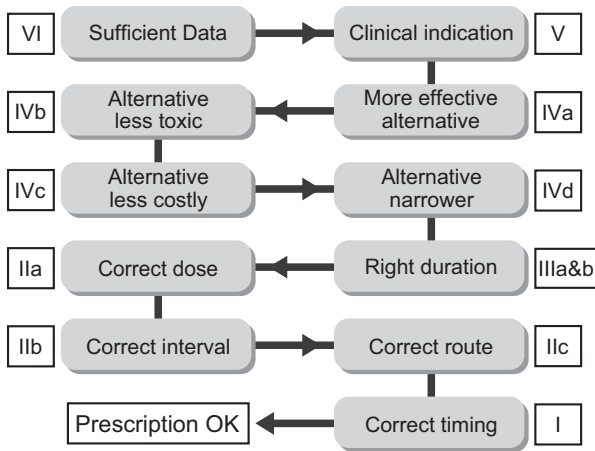 VI Sufficient Data Clinical indication V
IVb Alternative less toxic More effective alternative IVa
IVc Alternative less costly Alternative narrower IVd
IIa Correct dose Right duration IIIa&b
IIb Correct interval Correct route IIc
Prescription OK Correct timing I